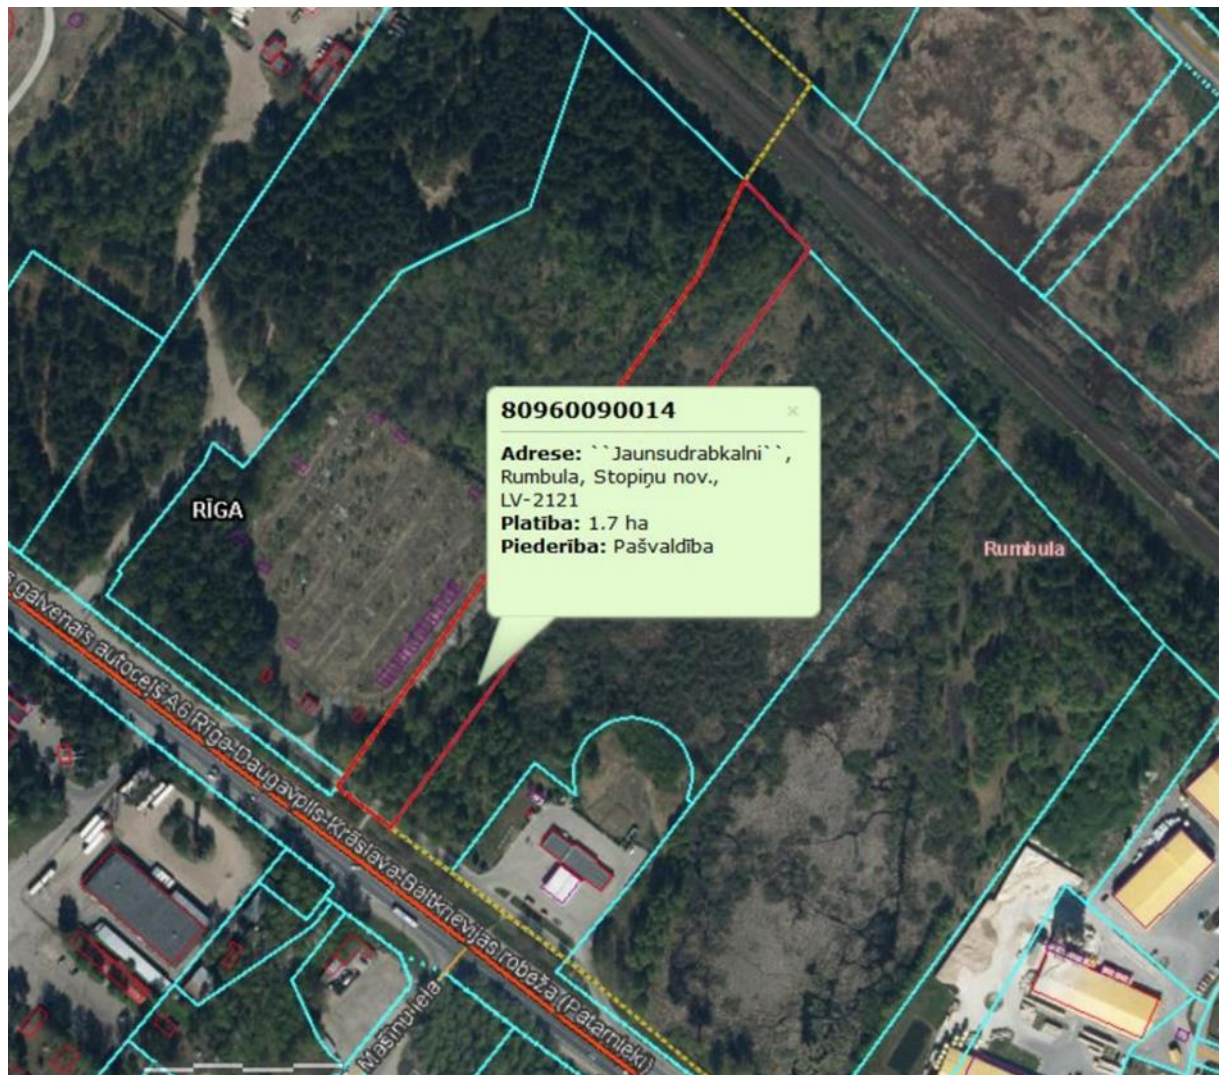 80960090014
×
Adrese: ``Jaunsudrabkalni``,
Rumbula, Stopiņu nov.,
LV-2121
Platība: 1.7 ha
Piederība: Pašvaldība
RĪGA
Rumbula
s galvenais autoceļš A6 Rīga-Daugavpils-Krāslava-Baltkrievijas robeža (Patarnieki)
Mašīnu iela